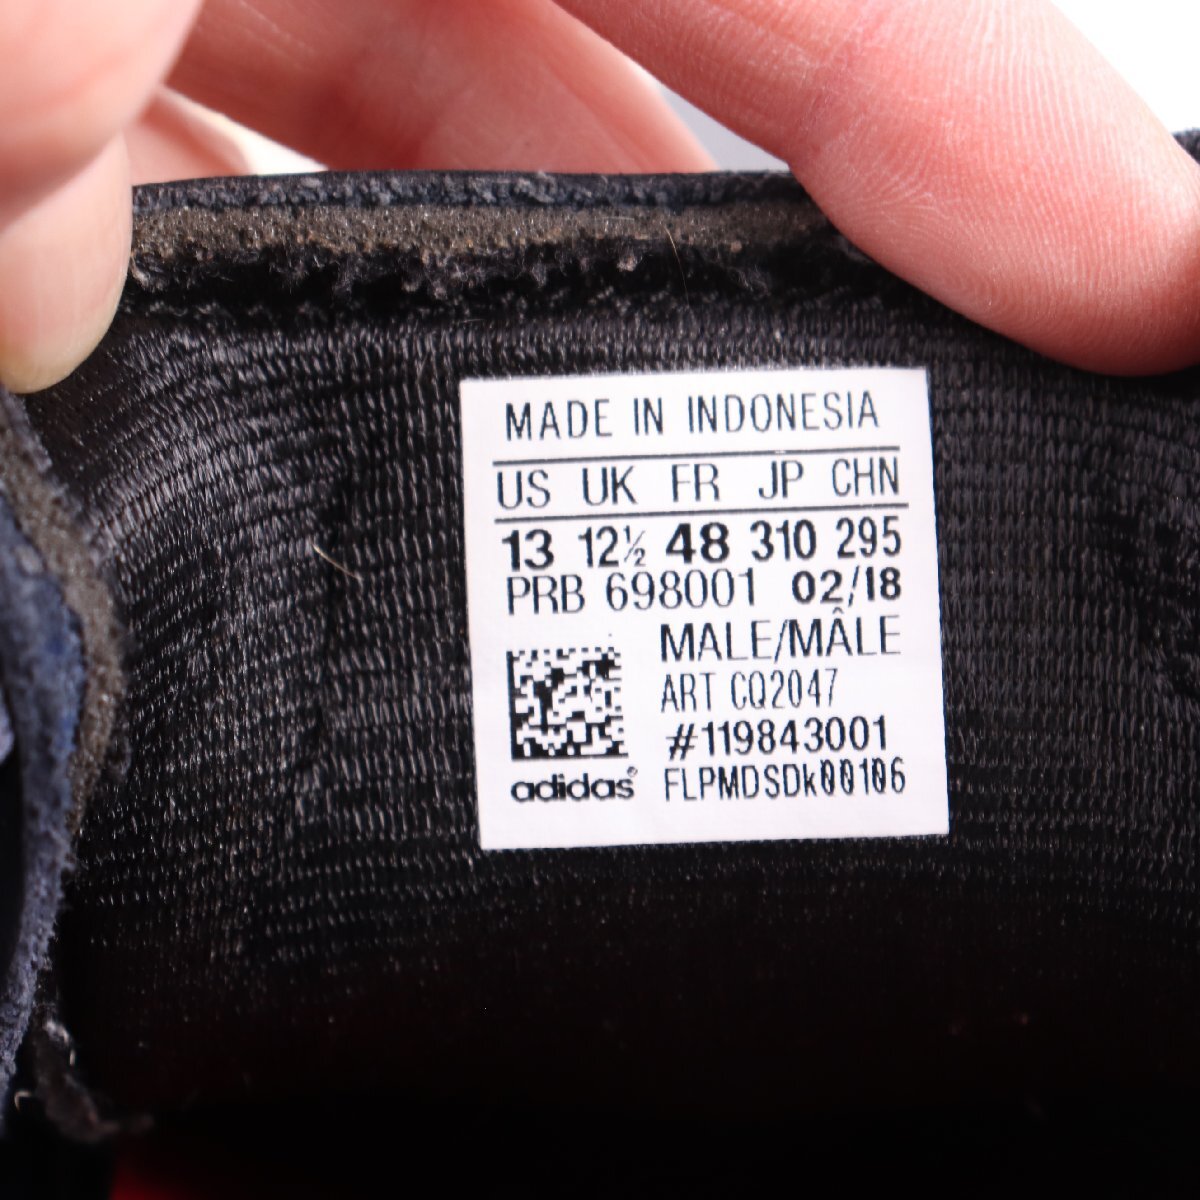 MADE IN INDONESIA
US UK FR JP CHN
13 12½ 48 310 295
PRB 698001 02/18
MALE/MÂLE
ART CQ2047
#119843001
adidas® FLPMDSDk00106